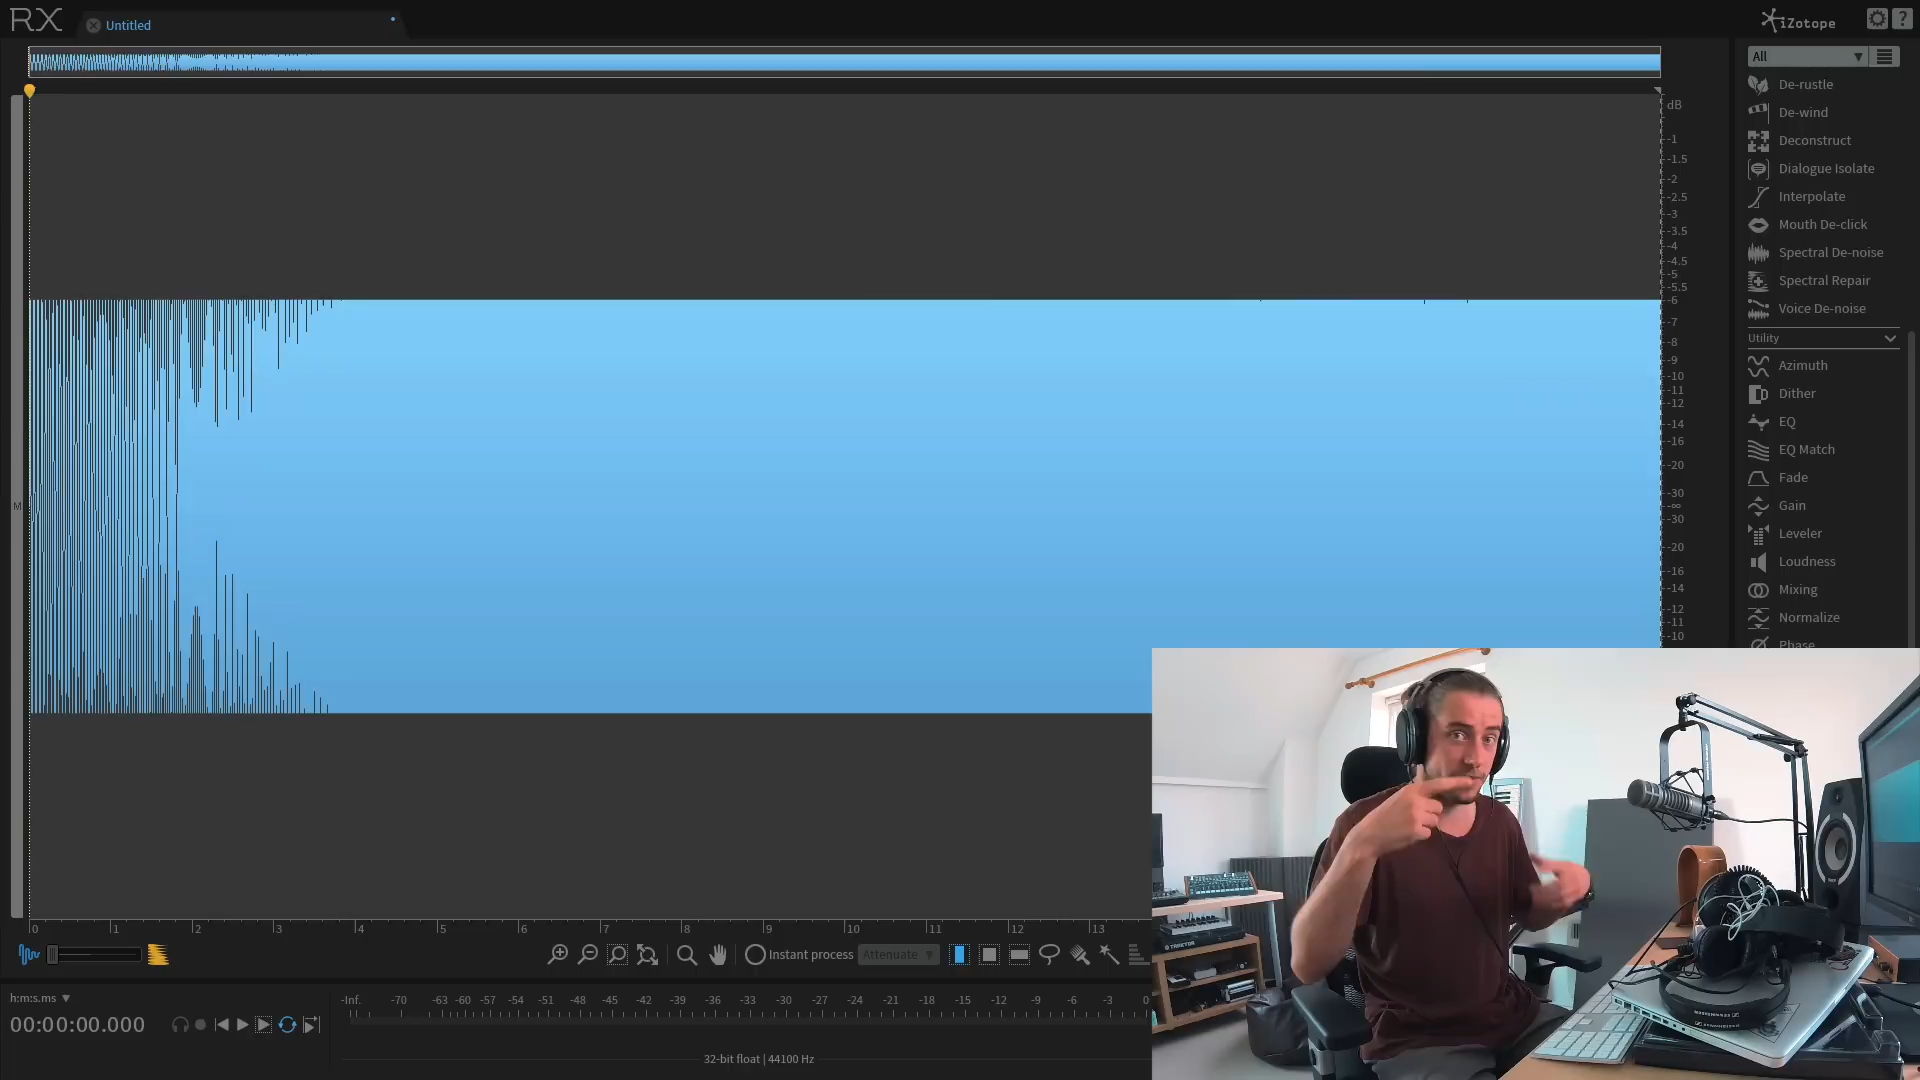 RX
Untitled
iZotope
?
All
De-rustle
De-wind
Deconstruct
Dialogue Isolate
Interpolate
Mouth De-click
Spectral De-noise
Spectral Repair
Voice De-noise
Utility
Azimuth
Dither
EQ
EQ Match
Fade
Gain
Leveler
Loudness
Mixing
Normalize
Phase
dB
-1
-1.5
-2
-2.5
-3
-3.5
-4
-4.5
-5
-5.5
-6
-7
-8
-9
-10
-11
-12
-14
-16
-20
-30
-∞
-30
-20
-16
-14
-12
-11
-10
M
0 1 2 3 4 5 6 7 8 9 10 11 12 13
Instant process Attenuate
h:m:s.ms
00:00:00.000
-Inf. -70 -63 -60 -57 -54 -51 -48 -45 -42 -39 -36 -33 -30 -27 -24 -21 -18 -15 -12 -9 -6 -3 0
32-bit float | 44100 Hz